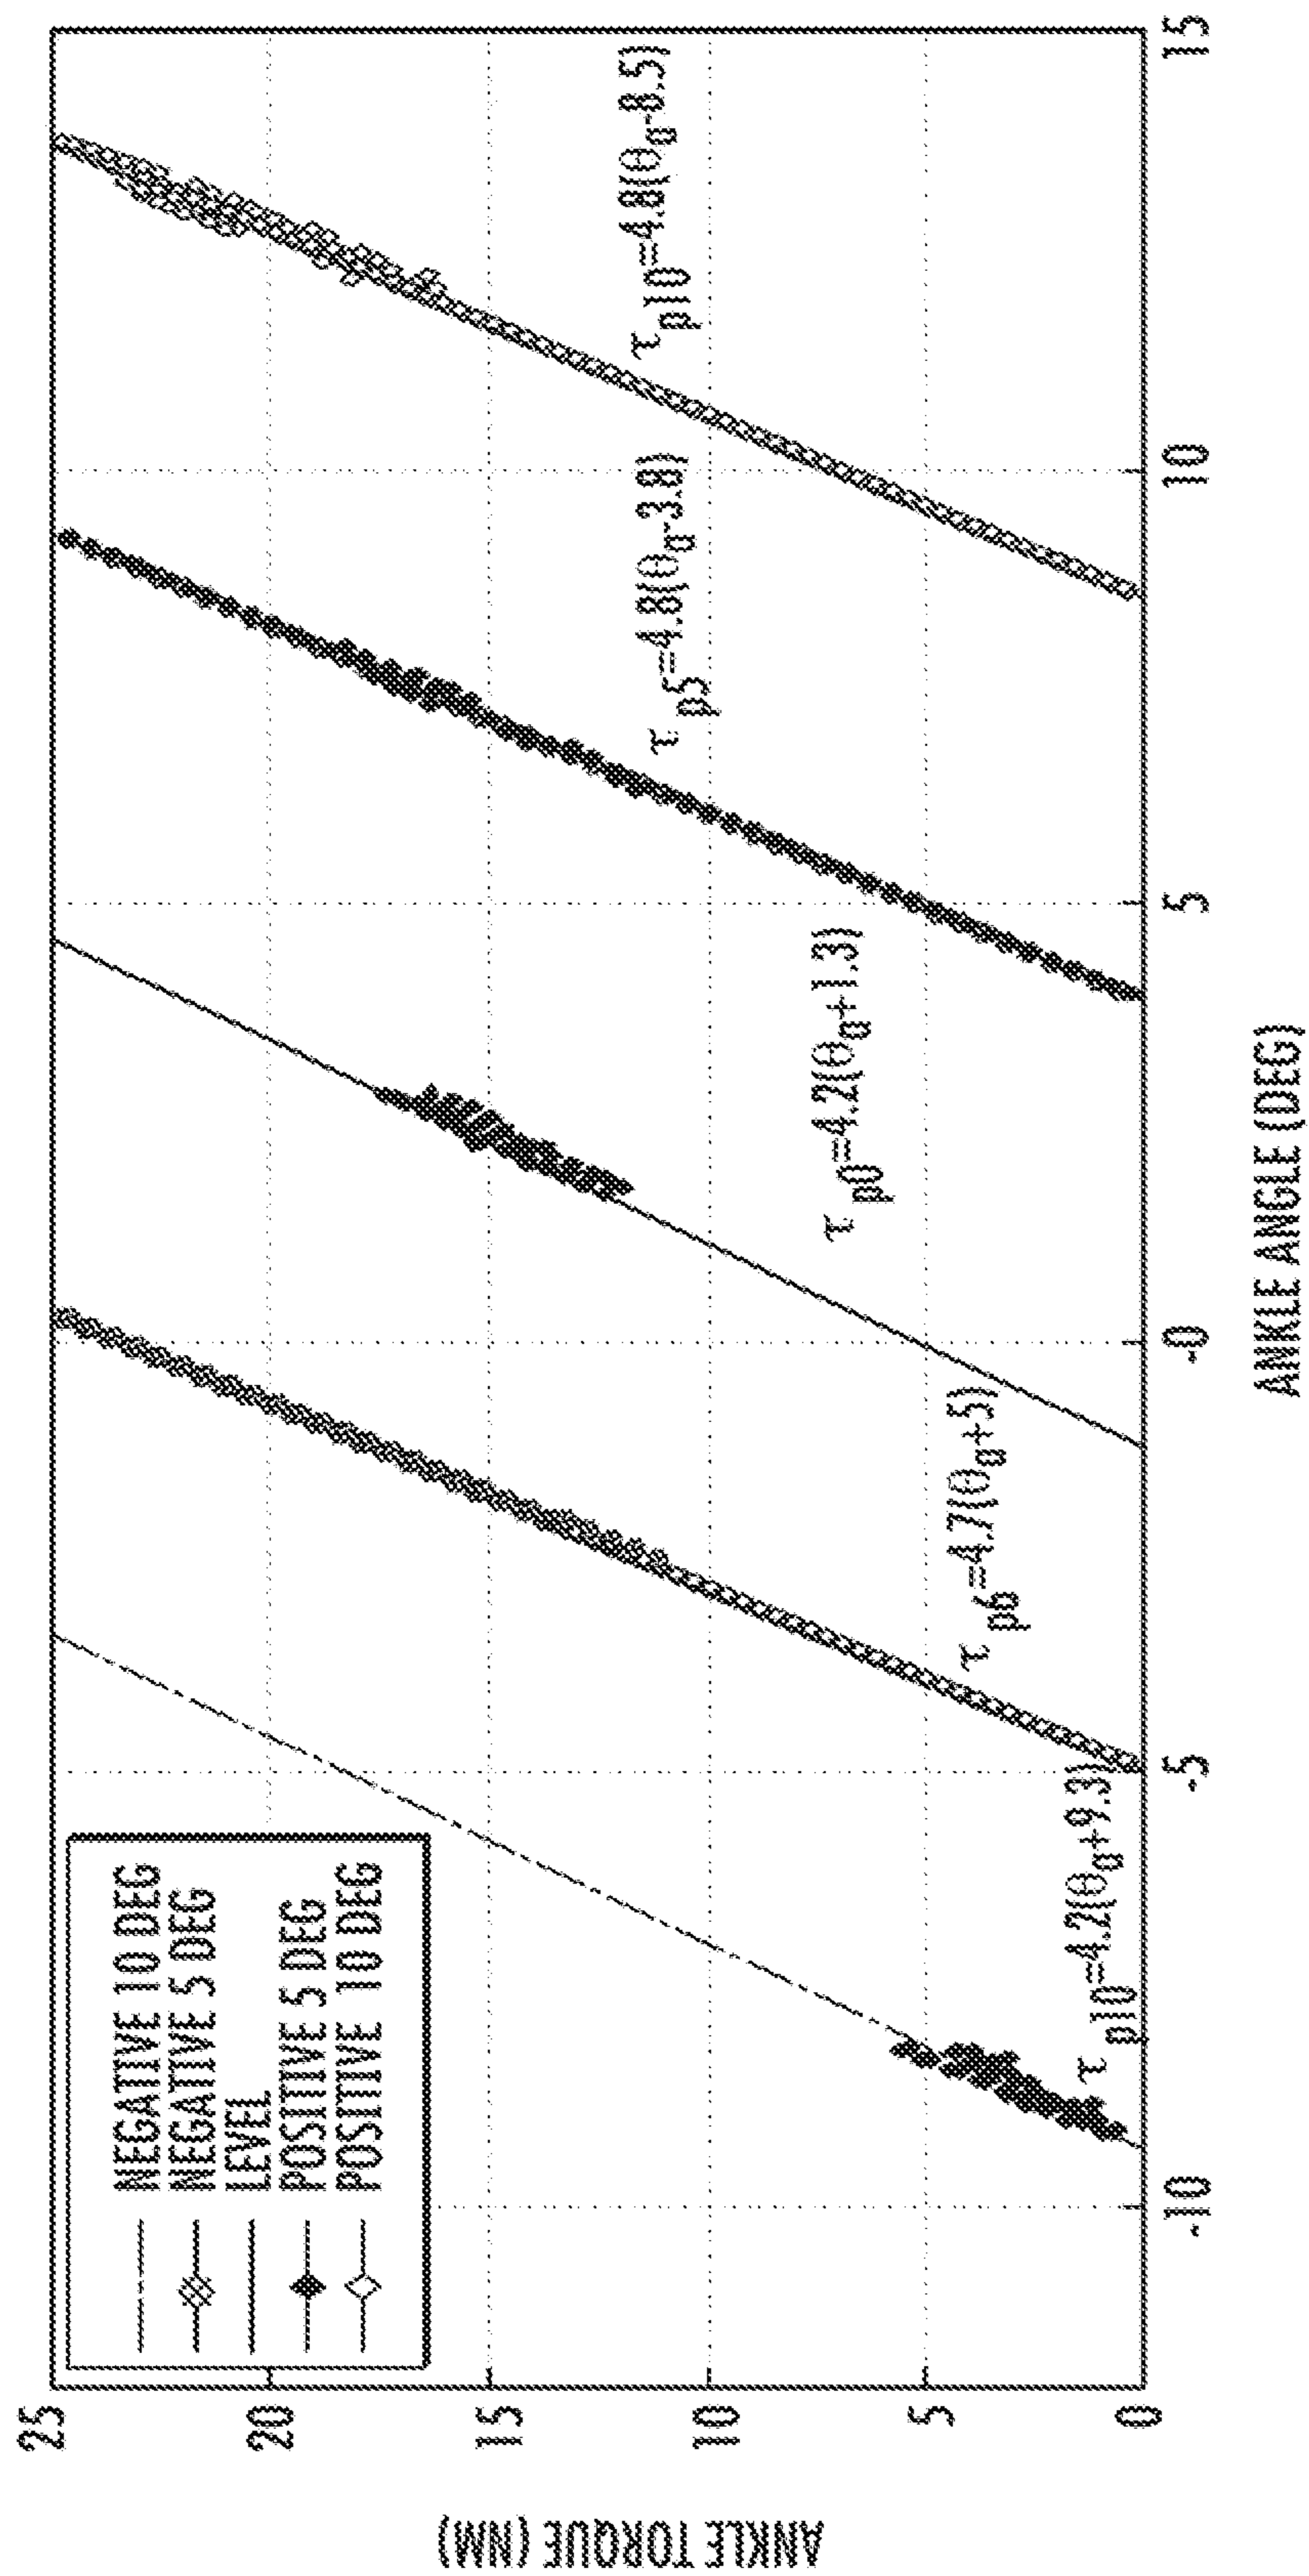 NEGATIVE 10 DEG
NEGATIVE 5 DEG
LEVEL
POSITIVE 5 DEG
POSITIVE 10 DEG
25
20
15
10
5
0
ANKLE TORQUE (NM)
τp10=4.2(θa+9.3)
τp6=4.7(θa+5)
τp0=4.2(θa+1.3)
τp5=4.8(θa-3.8)
τp10=4.8(θa-8.5)
-10
-5
-0
5
10
15
ANKLE ANGLE (DEG)